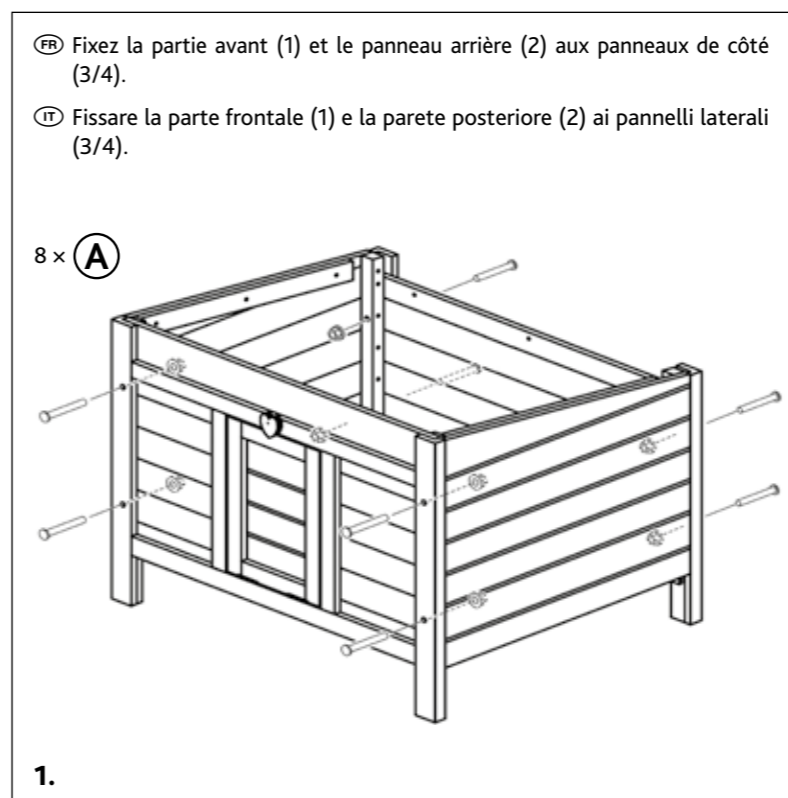 FR Fixez la partie avant (1) et le panneau arrière (2) aux panneaux de côté
(3/4).
IT Fissare la parte frontale (1) e la parete posteriore (2) ai pannelli laterali
(3/4).
8 × A
1.